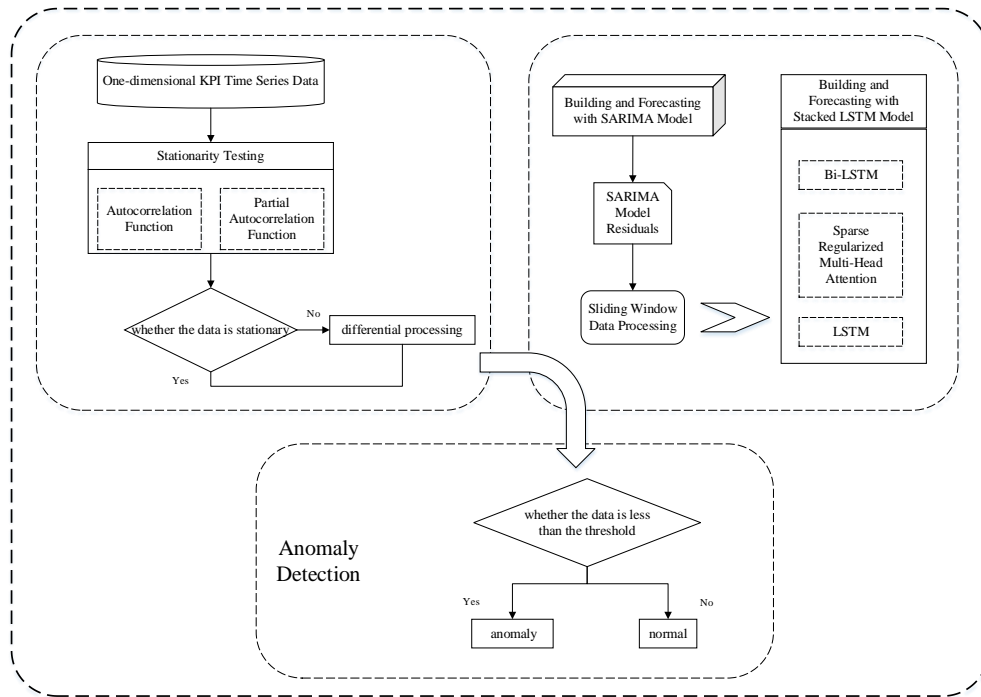 One-dimensional KPI Time Series Data
Stationarity Testing
Autocorrelation
Function
Partial
Autocorrelation
Function
whether the data is stationary
No
differential processing
Yes
Building and Forecasting
with SARIMA Model
SARIMA
Model
Residuals
Sliding Window
Data Processing
Building and
Forecasting with
Stacked LSTM Model
Bi-LSTM
Sparse
Regularized
Multi-Head
Attention
LSTM
Anomaly
Detection
whether the data is less
than the threshold
Yes
No
anomaly
normal